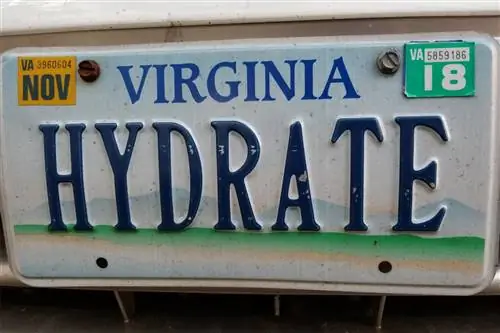 VA 3960604
NOV
VIRGINIA
VA 5859186
18
HYDRATE